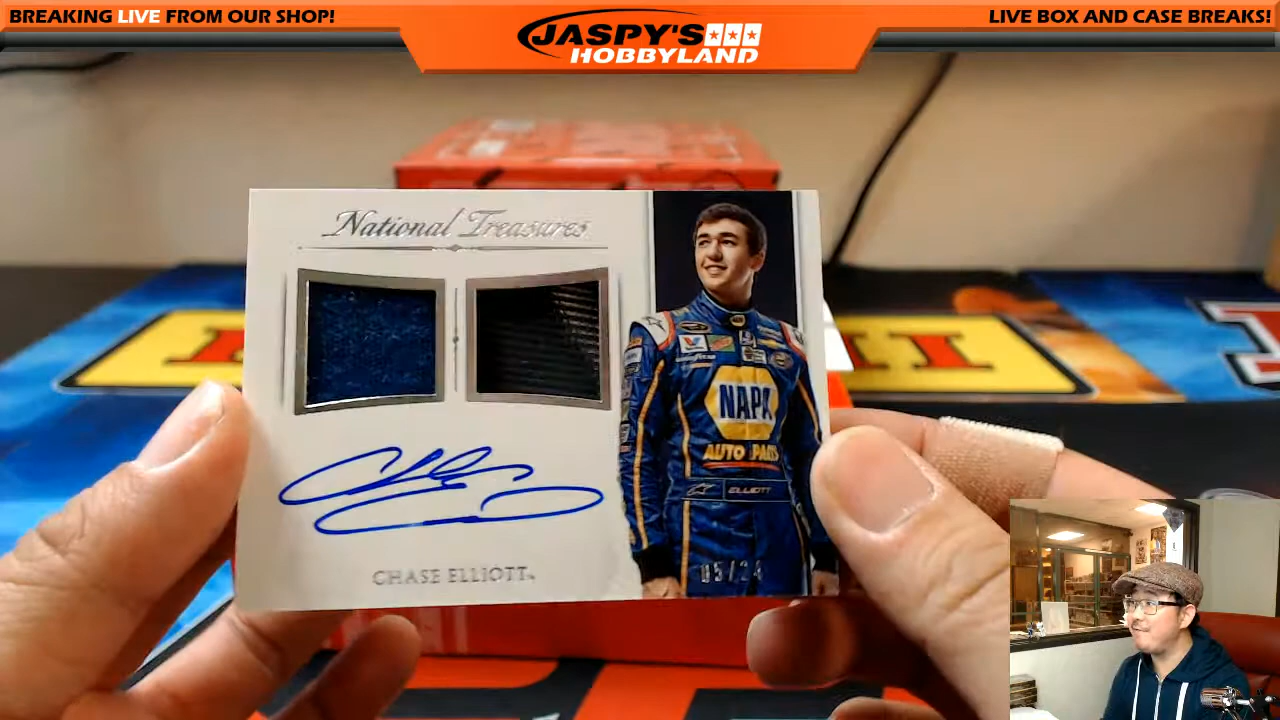 BREAKING LIVE FROM OUR SHOP!
JASPY'S
HOBBYLAND
LIVE BOX AND CASE BREAKS!
National Treasures
NAPA
AUTO PARTS
ELLIOTT
05/24
CHASE ELLIOTT